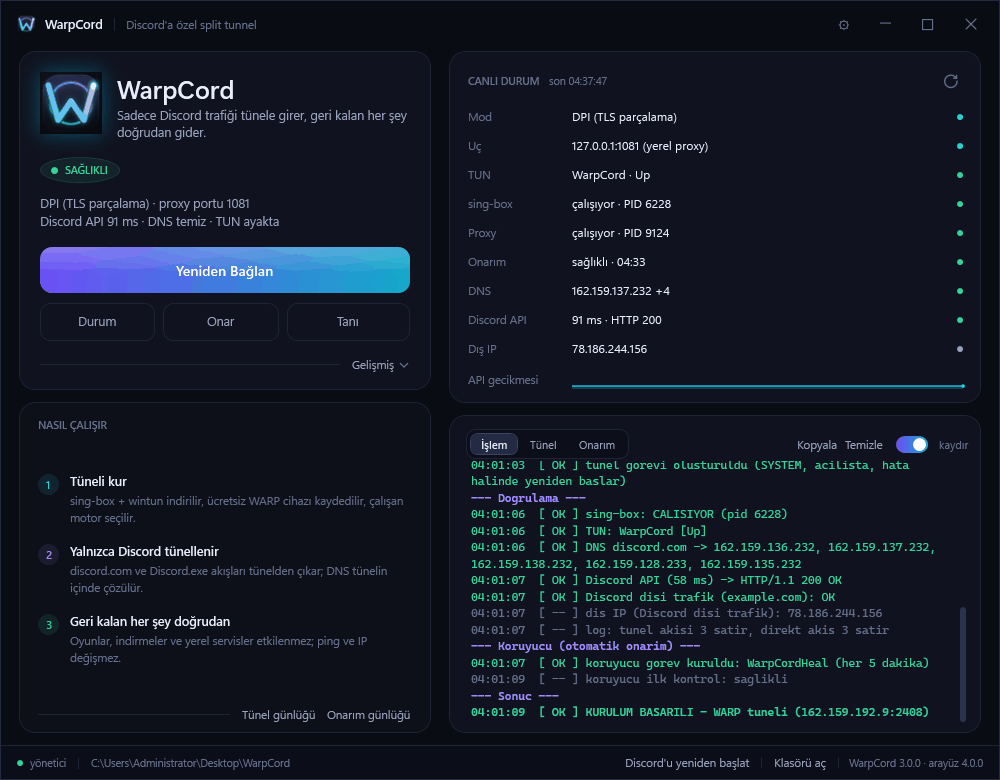 WarpCord
Discord'a özel split tunnel
WarpCord
Sadece Discord trafiği tünele girer, geri kalan her şey
doğrudan gider.
SAĞLIKLI
DPI (TLS parçalama) · proxy portu 1081
Discord API 91 ms · DNS temiz · TUN ayakta
Yeniden Bağlan
Durum
Onar
Tanı
Gelişmiş
NASIL ÇALIŞIR
1
Tüneli kur
sing-box + wintun indirilir, ücretsiz WARP cihazı kaydedilir, çalışan
motor seçilir.
2
Yalnızca Discord tünellenir
discord.com ve Discord.exe akışları tünelden çıkar; DNS tünelin
içinde çözülür.
3
Geri kalan her şey doğrudan
Oyunlar, indirmeler ve yerel servisler etkilenmez; ping ve IP
değişmez.
Tünel günlüğü
Onarım günlüğü
CANLI DURUM son 04:37:47
Mod DPI (TLS parçalama)
Uç 127.0.0.1:1081 (yerel proxy)
TUN WarpCord · Up
sing-box çalışıyor · PID 6228
Proxy çalışıyor · PID 9124
Onarım sağlıklı · 04:33
DNS 162.159.137.232 +4
Discord API 91 ms · HTTP 200
Dış IP 78.186.244.156
API gecikmesi
İşlem Tünel Onarım Kopyala Temizle kaydır
04:01:03 [ OK ] tunel gorevi olusturuldu (SYSTEM, acilista, hata
halinde yeniden baslar)
--- Dogrulama ---
04:01:06 [ OK ] sing-box: CALISIYOR (pid 6228)
04:01:06 [ OK ] TUN: WarpCord [Up]
04:01:06 [ OK ] DNS discord.com -> 162.159.136.232, 162.159.137.232,
162.159.138.232, 162.159.128.233, 162.159.135.232
04:01:07 [ OK ] Discord API (58 ms) -> HTTP/1.1 200 OK
04:01:07 [ OK ] Discord disi trafik (example.com): OK
04:01:07 [ -- ] dis IP (Discord disi trafik): 78.186.244.156
04:01:07 [ -- ] log: tunel akisi 3 satir, direkt akis 3 satir
--- Koruyucu (otomatik onarim) ---
04:01:07 [ OK ] koruyucu gorev kuruldu: WarpCordHeal (her 5 dakika)
04:01:09 [ -- ] koruyucu ilk kontrol: saglikli
--- Sonuc ---
04:01:09 [ OK ] KURULUM BASARILI - WARP tuneli (162.159.192.9:2408)
yönetici
C:\Users\Administrator\Desktop\WarpCord
Discord'u yeniden başlat
Klasörü aç
WarpCord 3.0.0 · arayüz 4.0.0